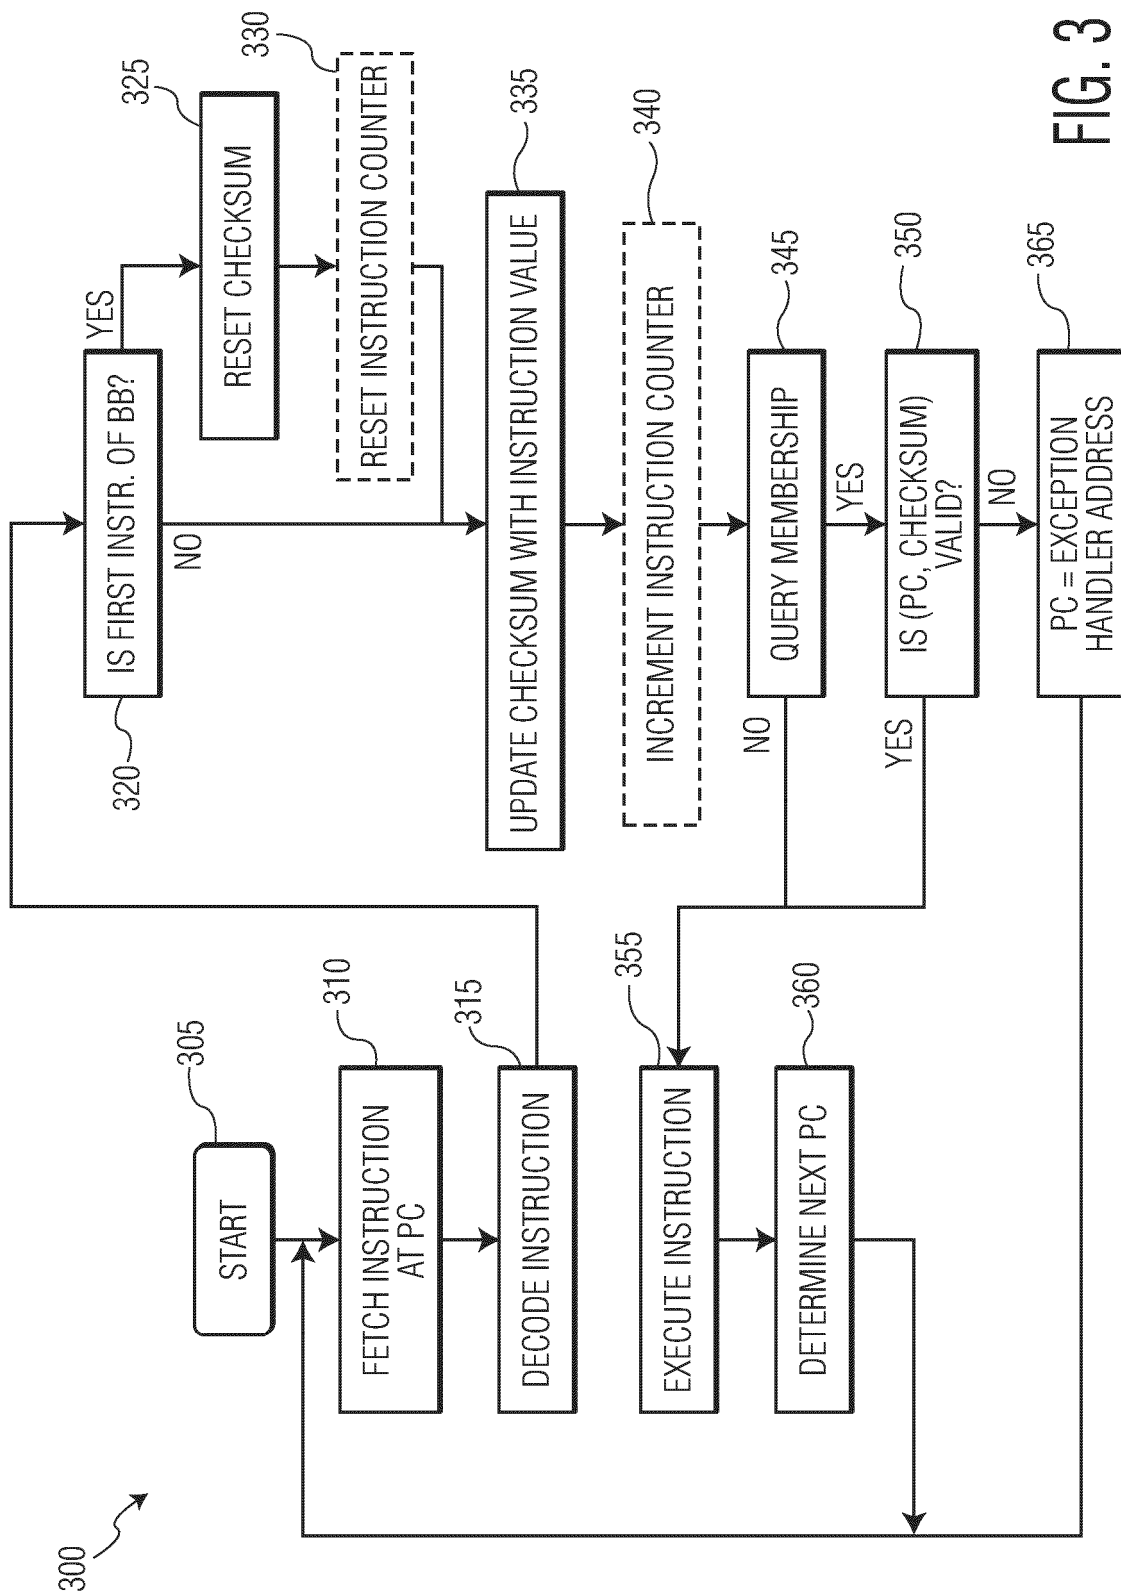 300
START
305
FETCH INSTRUCTION
AT PC
310
DECODE INSTRUCTION
315
IS FIRST INSTR. OF BB?
320
YES
NO
RESET CHECKSUM
325
RESET INSTRUCTION COUNTER
330
UPDATE CHECKSUM WITH INSTRUCTION VALUE
335
INCREMENT INSTRUCTION COUNTER
340
QUERY MEMBERSHIP
345
NO
YES
IS (PC, CHECKSUM)
VALID?
350
YES
NO
EXECUTE INSTRUCTION
355
DETERMINE NEXT PC
360
PC = EXCEPTION
HANDLER ADDRESS
365
FIG. 3